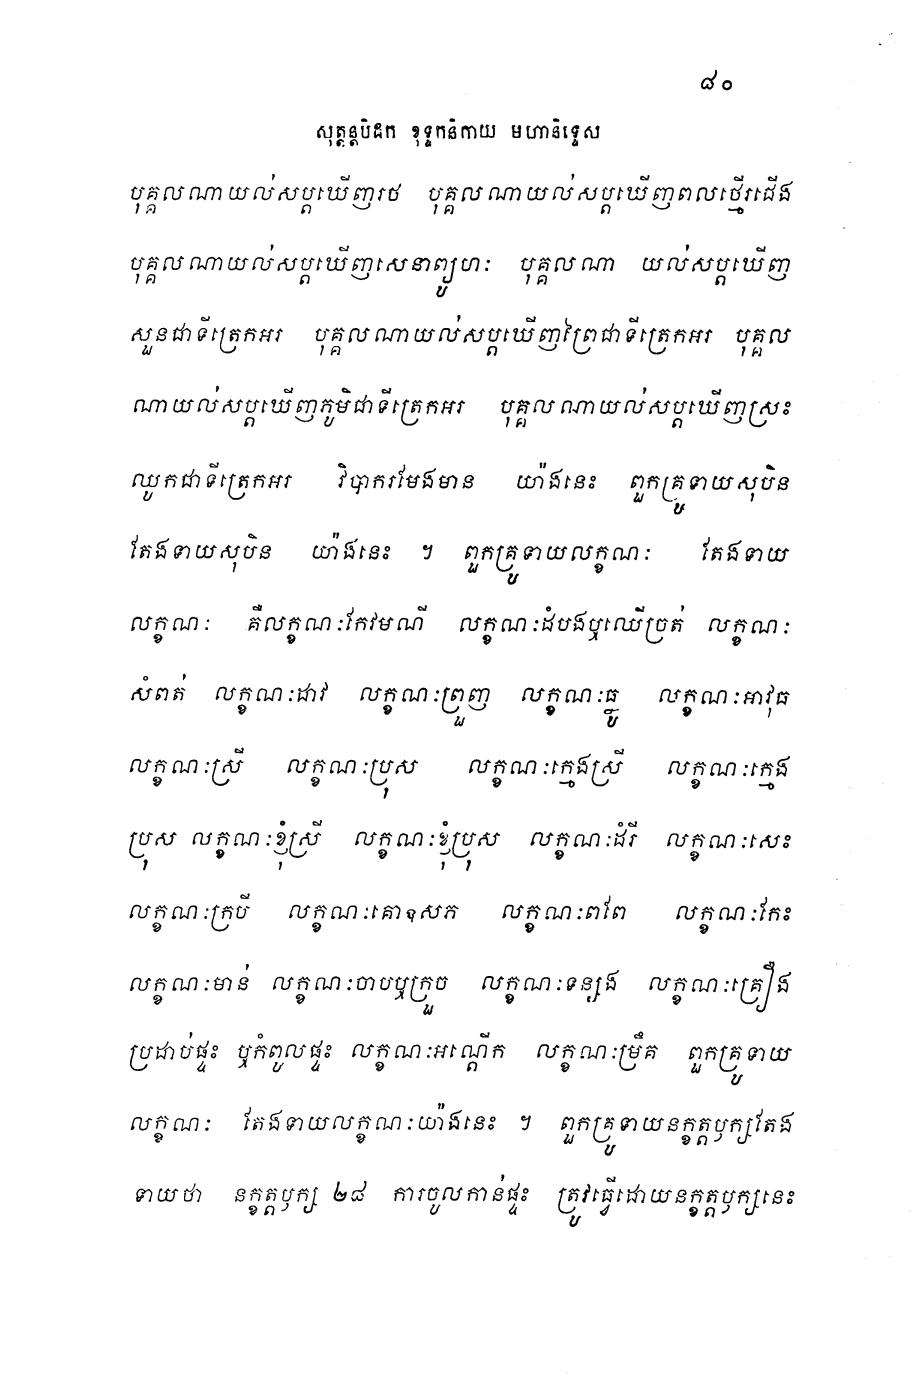 ៨០
សុត្តន្តបិដក ខុទ្ទកនិកាយ មហានិទ្ទេស
បុគ្គលណាយល់សប្តឃើញរថ បុគ្គលណាយល់សប្តឃើញពលថ្មើរជើង
បុគ្គលណាយល់សប្តឃើញសេនាព្យូហៈ បុគ្គលណា យល់សប្តឃើញ
សួនជាទីត្រេកអរ បុគ្គលណាយល់សប្តឃើញព្រៃជាទីត្រេកអរ បុគ្គល
ណាយល់សប្តឃើញភូមិជាទីត្រេកអរ បុគ្គលណាយល់សប្តឃើញស្រះ
ឈូកជាទីត្រេកអរ វិបាករមែងមាន យ៉ាងនេះ ពួកគ្រូទាយសុបិន
តែងទាយសុបិន យ៉ាងនេះ ។ ពួកគ្រូទាយលក្ខណៈ តែងទាយ
លក្ខណៈ គឺលក្ខណៈកែវមណី លក្ខណៈដំបងឬឈើច្រត់ លក្ខណៈ
សំពត់ លក្ខណៈដាវ លក្ខណៈព្រួញ លក្ខណៈធ្នូ លក្ខណៈអាវុធ
លក្ខណៈស្រី លក្ខណៈប្រុស លក្ខណៈក្មេងស្រី លក្ខណៈក្មេង
ប្រុស លក្ខណៈខ្ញុំស្រី លក្ខណៈខ្ញុំប្រុស លក្ខណៈដំរី លក្ខណៈសេះ
លក្ខណៈក្របី លក្ខណៈគោឧសភ លក្ខណៈពពែ លក្ខណៈកែះ
លក្ខណៈមាន់ លក្ខណៈចាបឬក្រួច លក្ខណៈទន្សង លក្ខណៈគ្រឿង
ប្រដាប់ផ្ទះ ឬកំពូលផ្ទះ លក្ខណៈអណ្តើក លក្ខណៈម្រឹគ ពួកគ្រូទាយ
លក្ខណៈ តែងទាយលក្ខណៈយ៉ាងនេះ ។ ពួកគ្រូទាយនក្ខត្តឫក្សតែង
ទាយថា នក្ខត្តឫក្ស ២៨ ការចូលកាន់ផ្ទះ ត្រូវធ្វើដោយនក្ខត្តឫក្សនេះ